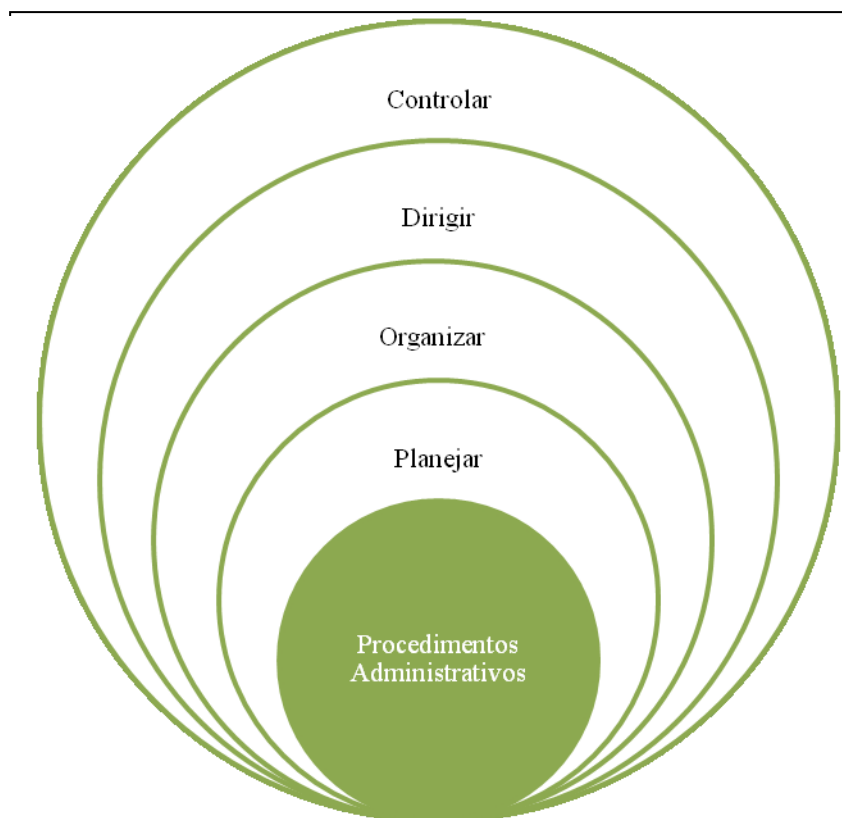 Controlar
Dirigir
Organizar
Planejar
Procedimentos
Administrativos